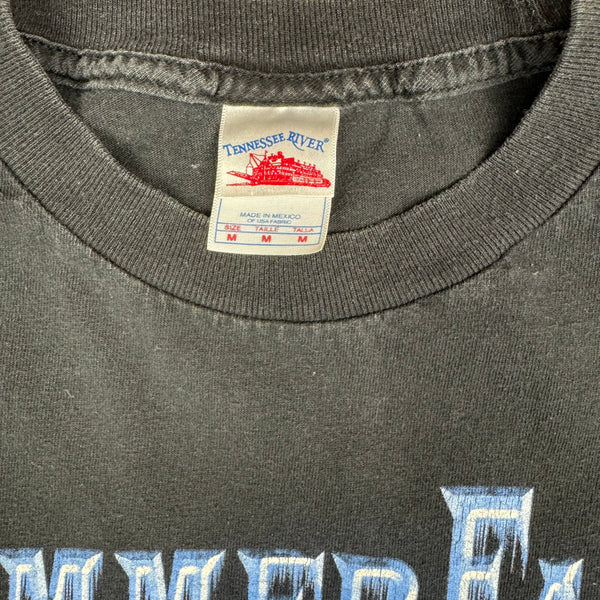 TENNESSEE RIVER®
MADE IN MEXICO
OF USA FABRIC
SIZE TAILLE TALLA
M M M